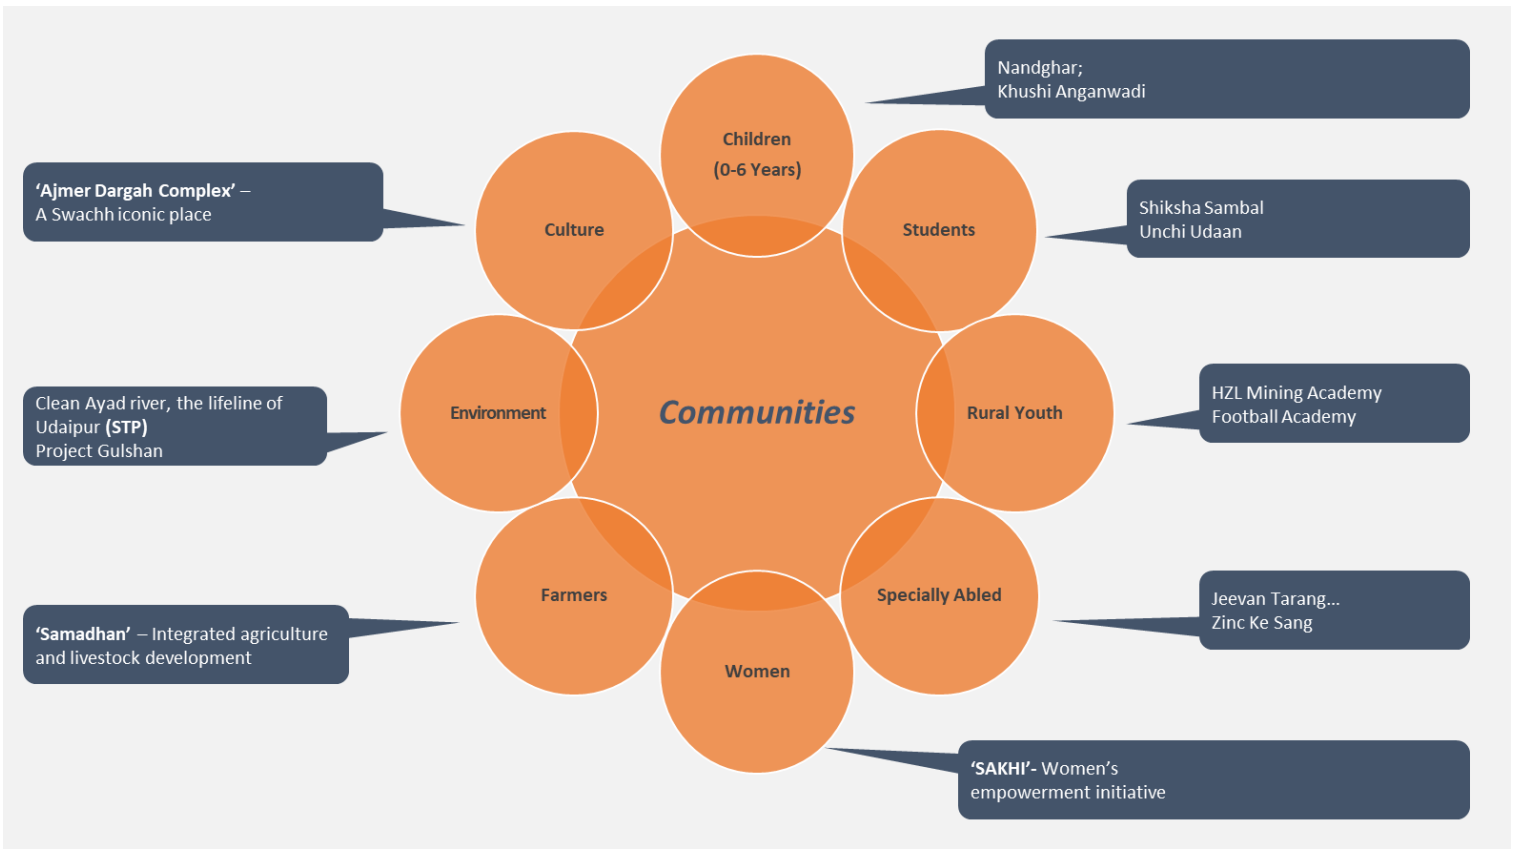 Nandghar;
Khushi Anganwadi
Children
(0-6 Years)
‘Ajmer Dargah Complex’ –
A Swachh iconic place
Culture
Students
Shiksha Sambal
Unchi Udaan
Clean Ayad river, the lifeline of
Udaipur (STP)
Project Gulshan
Environment
Communities
Rural Youth
HZL Mining Academy
Football Academy
‘Samadhan’ – Integrated agriculture
and livestock development
Farmers
Specially Abled
Jeevan Tarang...
Zinc Ke Sang
Women
‘SAKHI’- Women’s
empowerment initiative